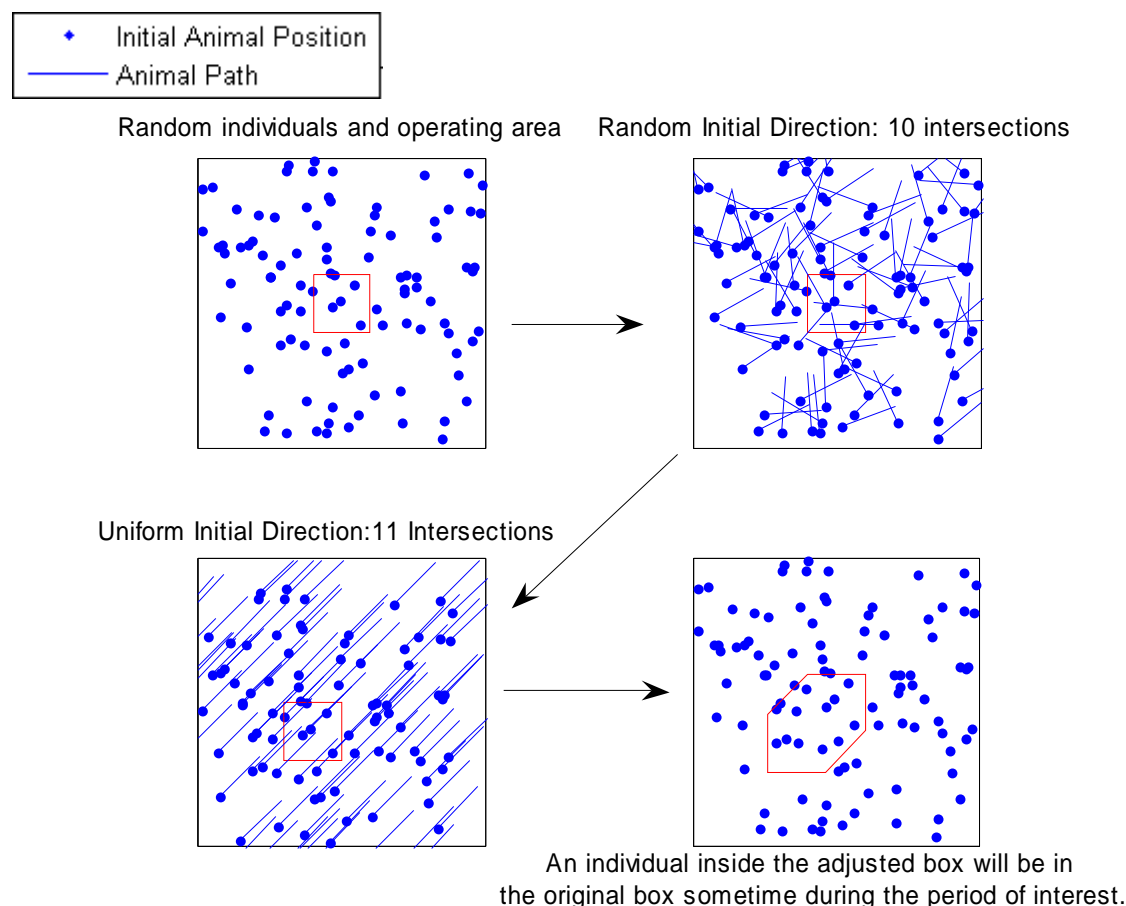 Initial Animal Position
Animal Path
Random individuals and operating area
Random Initial Direction: 10 intersections
Uniform Initial Direction:11 Intersections
An individual inside the adjusted box will be in
the original box sometime during the period of interest.